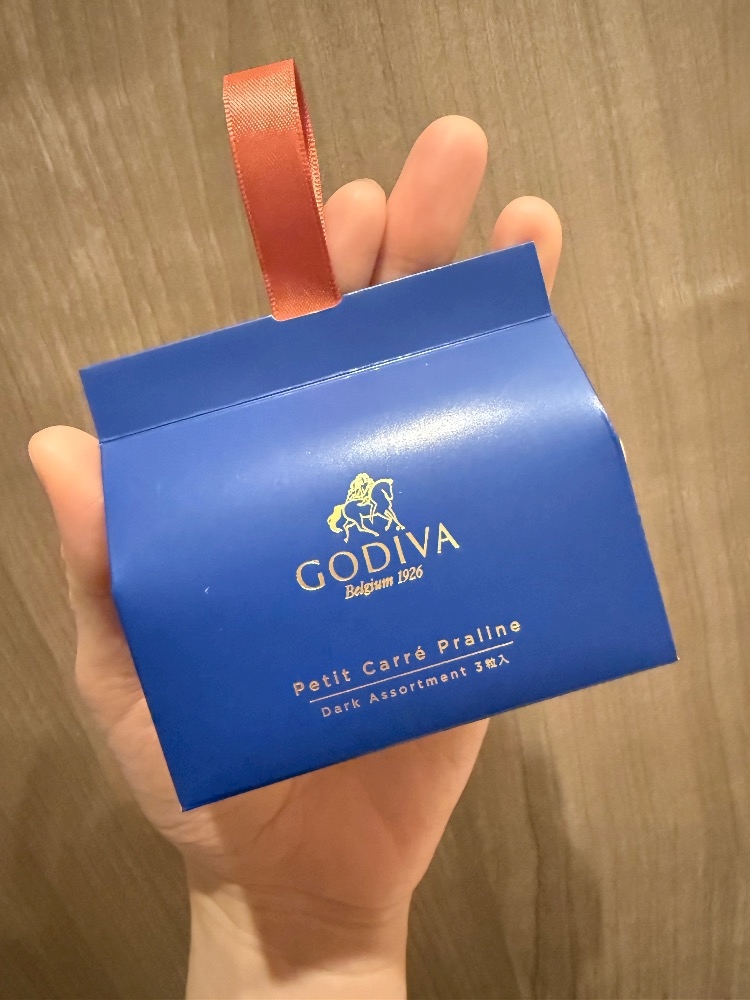 GODIVA
Belgium 1926
Petit Carré Praline
Dark Assortment 3粒入